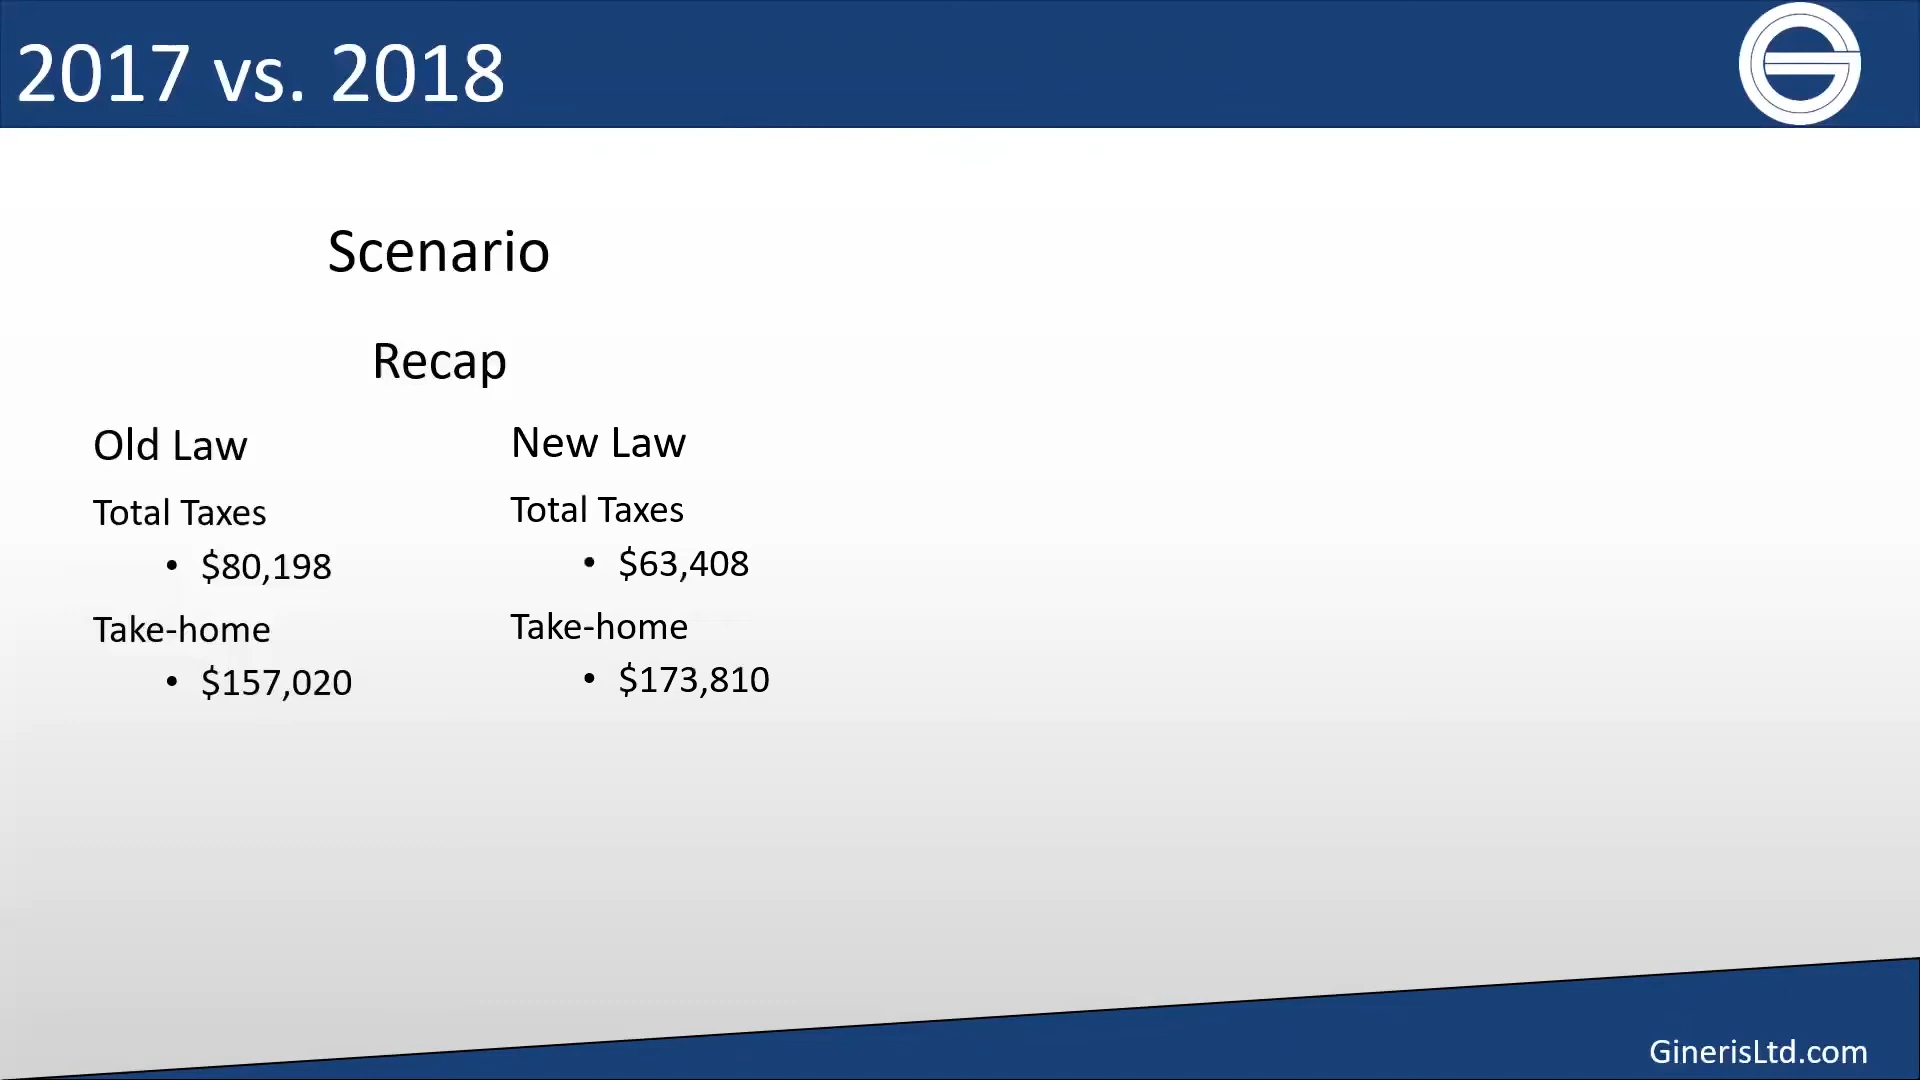 2017 vs. 2018
Scenario
Recap
Old Law
Total Taxes
• $80,198
Take-home
• $157,020
New Law
Total Taxes
• $63,408
Take-home
• $173,810
GinerisLtd.com